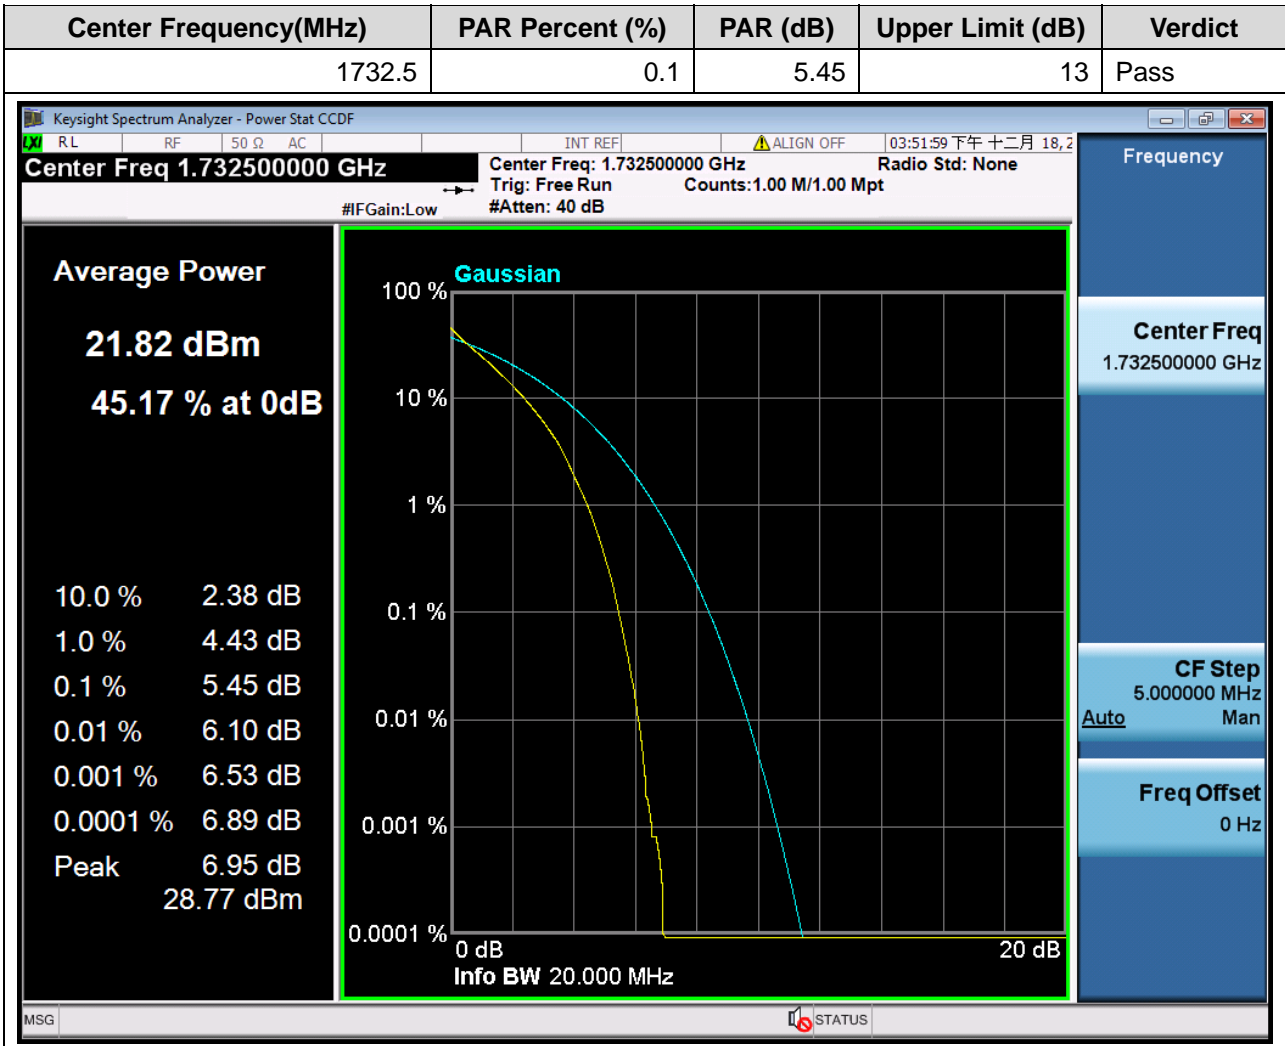 Center Frequency(MHz) PAR Percent (%) PAR (dB) Upper Limit (dB) Verdict
1732.5 0.1 5.45 13 Pass
Keysight Spectrum Analyzer - Power Stat CCDF
LXI RL RF 50 Ω AC INT REF ALIGN OFF 03:51:59 下午 十二月 18, 2
Center Freq 1.732500000 GHz
Center Freq: 1.732500000 GHz Radio Std: None
Trig: Free Run Counts:1.00 M/1.00 Mpt
#IFGain:Low #Atten: 40 dB
Average Power
21.82 dBm
45.17 % at 0dB
10.0 % 2.38 dB
1.0 % 4.43 dB
0.1 % 5.45 dB
0.01 % 6.10 dB
0.001 % 6.53 dB
0.0001 % 6.89 dB
Peak 6.95 dB
28.77 dBm
Gaussian
100 %
10 %
1 %
0.1 %
0.01 %
0.001 %
0.0001 %
0 dB 20 dB
Info BW 20.000 MHz
Frequency
Center Freq
1.732500000 GHz
CF Step
5.000000 MHz
Auto Man
Freq Offset
0 Hz
MSG STATUS